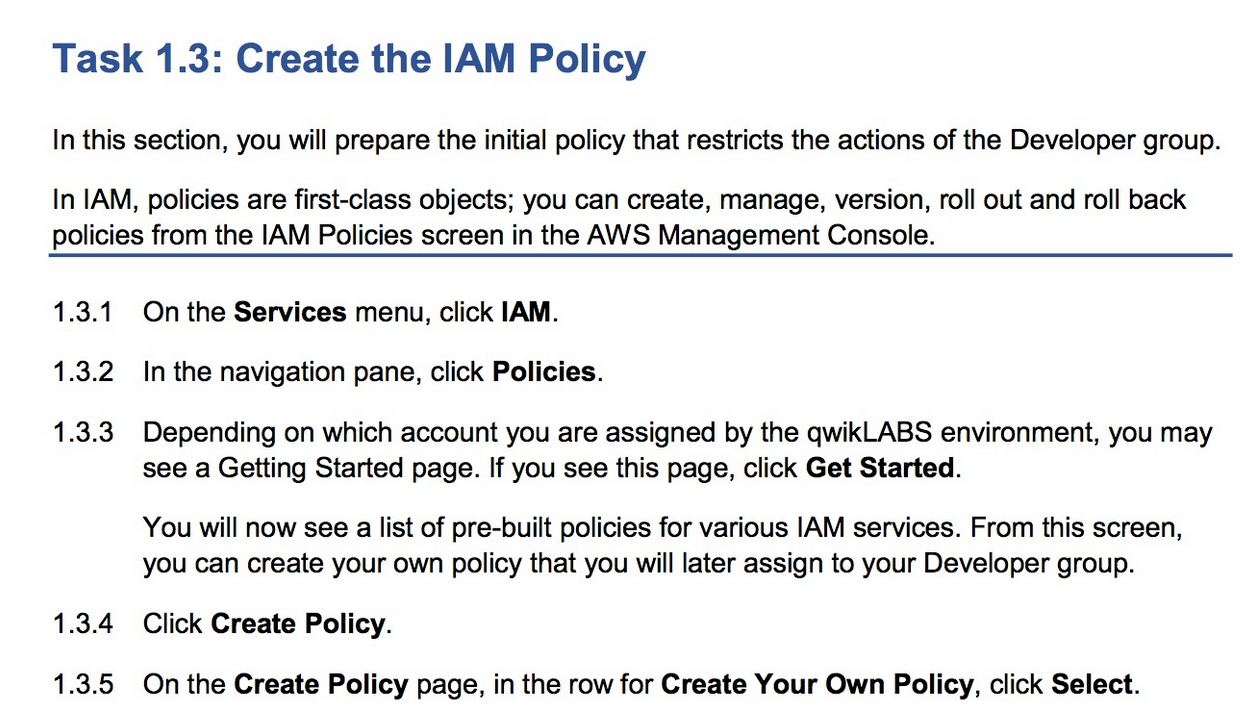 Task 1.3: Create the IAM Policy
In this section, you will prepare the initial policy that restricts the actions of the Developer group.
In IAM, policies are first-class objects; you can create, manage, version, roll out and roll back
policies from the IAM Policies screen in the AWS Management Console.
1.3.1 On the Services menu, click IAM.
1.3.2 In the navigation pane, click Policies.
1.3.3 Depending on which account you are assigned by the qwikLABS environment, you may
see a Getting Started page. If you see this page, click Get Started.
You will now see a list of pre-built policies for various IAM services. From this screen,
you can create your own policy that you will later assign to your Developer group.
1.3.4 Click Create Policy.
1.3.5 On the Create Policy page, in the row for Create Your Own Policy, click Select.